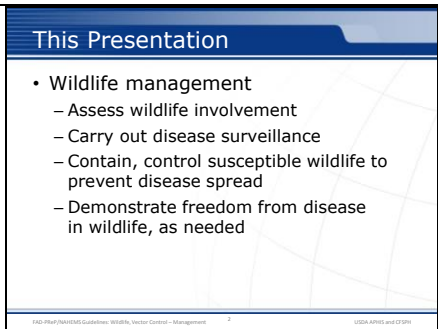 This Presentation
• Wildlife management
– Assess wildlife involvement
– Carry out disease surveillance
– Contain, control susceptible wildlife to
prevent disease spread
– Demonstrate freedom from disease
in wildlife, as needed
FAD-PReP/NAHEMS Guidelines: Wildlife, Vector Control – Management
2
USDA APHIS and CFSPH